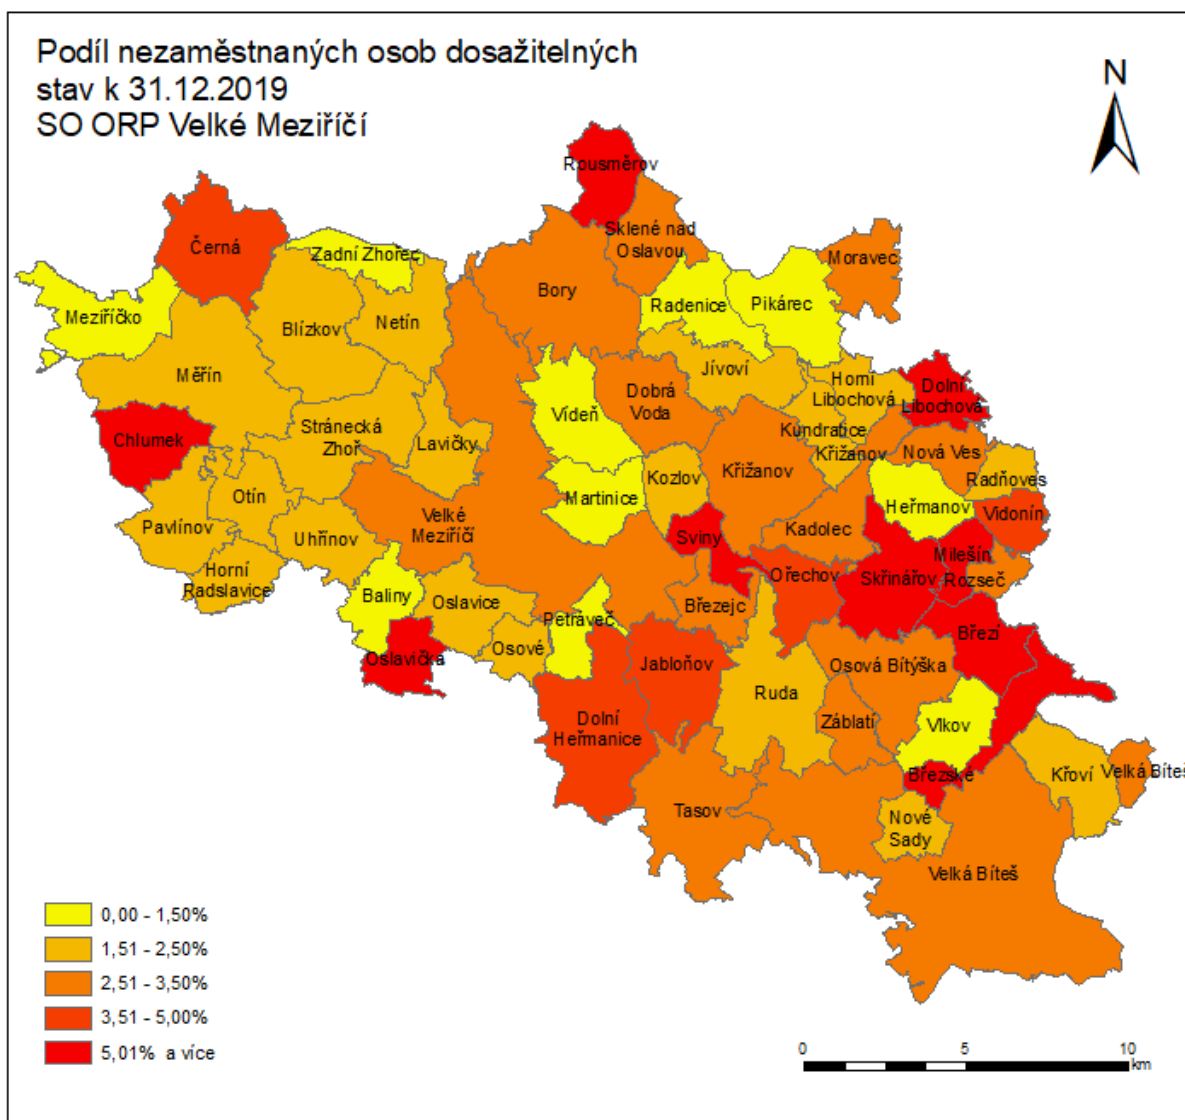 Podíl nezaměstnaných osob dosažitelných
stav k 31.12.2019
SO ORP Velké Meziříčí
N
Rousměrov
Černá
Zadní Zhořec
Sklené nad
Oslavou
Moravec
Meziříčko
Blízkov
Netín
Bory
Radenice
Pikárec
Měřín
Jívoví
Horní
Libochová
Dolní
Libochová
Dobrá
Voda
Vídeň
Stránecká
Zhoř
Lavičky
Chlumek
Kundratice
Křižanov
Křižanov
Nová Ves
Radňoves
Kozlov
Martinice
Heřmanov
Otín
Pavlínov
Velké
Meziříčí
Uhřínov
Kadolec
Vidonín
Sviny
Milešín
Horní
Radslavice
Ořechov
Skřinářov
Rozseč
Baliny
Oslavice
Březejc
Petráveč
Osové
Oslavička
Jabloňov
Březí
Osová Bítýška
Ruda
Záblatí
Vlkov
Dolní
Heřmanice
Březské
Křoví
Velká Bíteš
Tasov
Nové
Sady
Velká Bíteš
0,00 - 1,50%
1,51 - 2,50%
2,51 - 3,50%
3,51 - 5,00%
5,01% a více
0 5 10
km